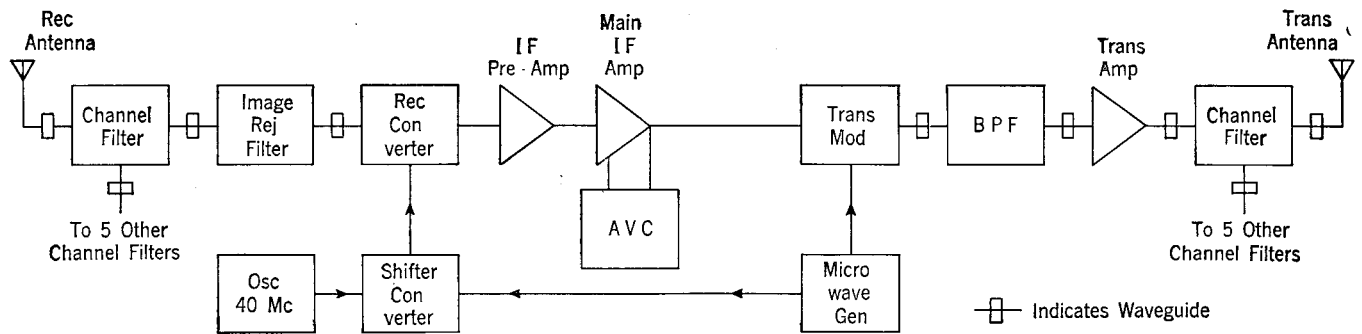 Rec
Antenna
Channel
Filter
To 5 Other
Channel Filters
Image
Rej
Filter
Rec
Con
verter
IF
Pre-Amp
Main
IF
Amp
AVC
Trans
Mod
BPF
Trans
Amp
Channel
Filter
Trans
Antenna
To 5 Other
Channel Filters
Osc
40 Mc
Shifter
Con
verter
Micro
wave
Gen
Indicates Waveguide